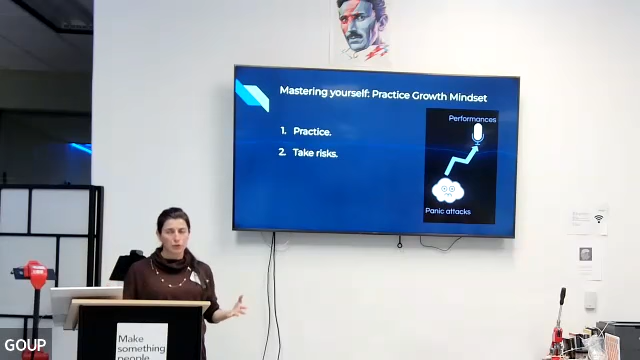 Mastering yourself: Practice Growth Mindset
1. Practice.
2. Take risks.
Performances
Panic attacks
Make
something
people
GOUP